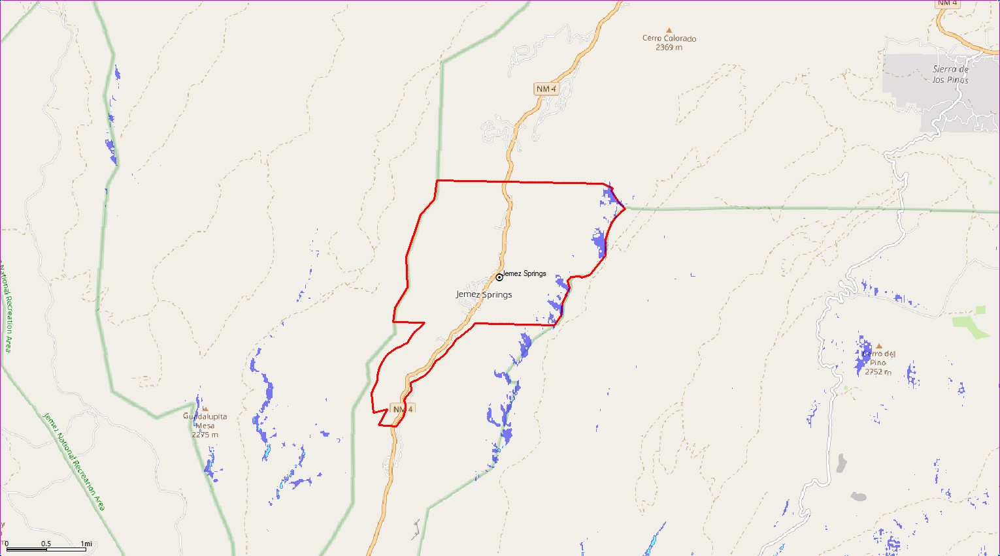 NM 4
Cerro Colorado
2369 m
Sierra de
los Pinos
NM 4
Jemez Springs
Jemez Springs
National Recreation Area
Cerro del
Pino
2752 m
NM 4
Guadalupita
Mesa
2275 m
Jemez National Recreation Area
y
0 0.5 1mi